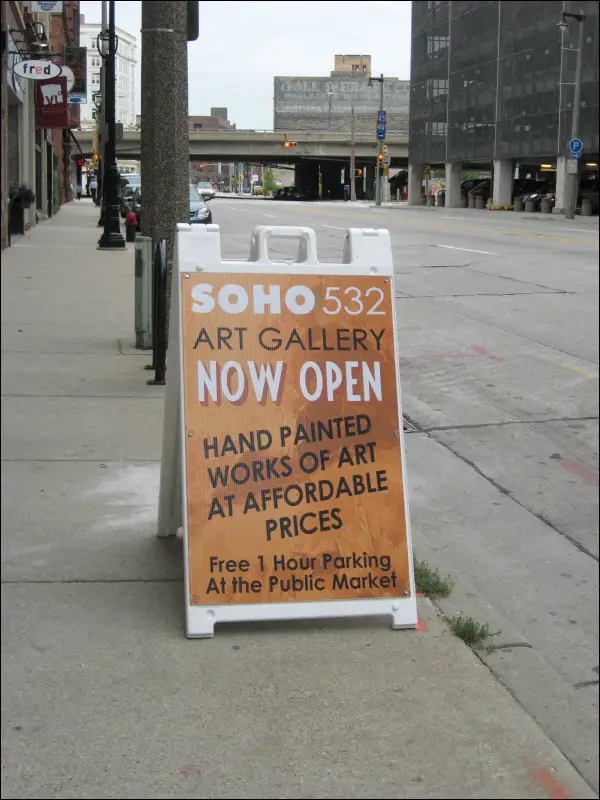 fred
SOHO 532
ART GALLERY
NOW OPEN
HAND PAINTED
WORKS OF ART
AT AFFORDABLE
PRICES
Free 1 Hour Parking
At the Public Market
P